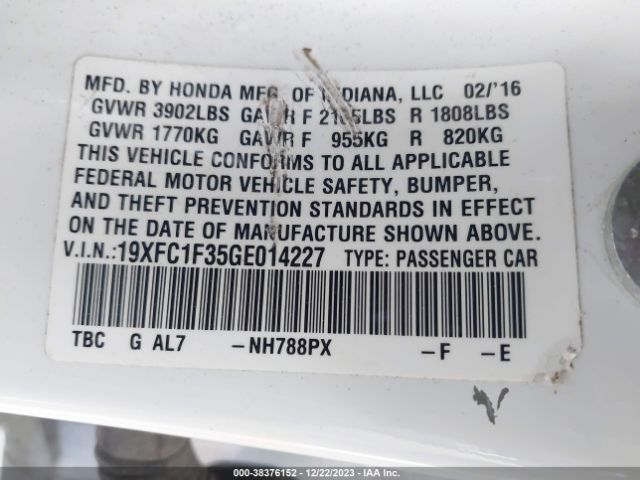 MFD. BY HONDA MFG. OF INDIANA, LLC 02/'16
GVWR 3902LBS GAWR F 2105LBS R 1808LBS
GVWR 1770KG GAWR F 955KG R 820KG
THIS VEHICLE CONFORMS TO ALL APPLICABLE
FEDERAL MOTOR VEHICLE SAFETY, BUMPER,
AND THEFT PREVENTION STANDARDS IN EFFECT
ON THE DATE OF MANUFACTURE SHOWN ABOVE.
V.I.N.:19XFC1F35GE014227 TYPE: PASSENGER CAR
TBC G AL7 –NH788PX –F –E
000-38376152 - 12/22/2023 - IAA Inc.